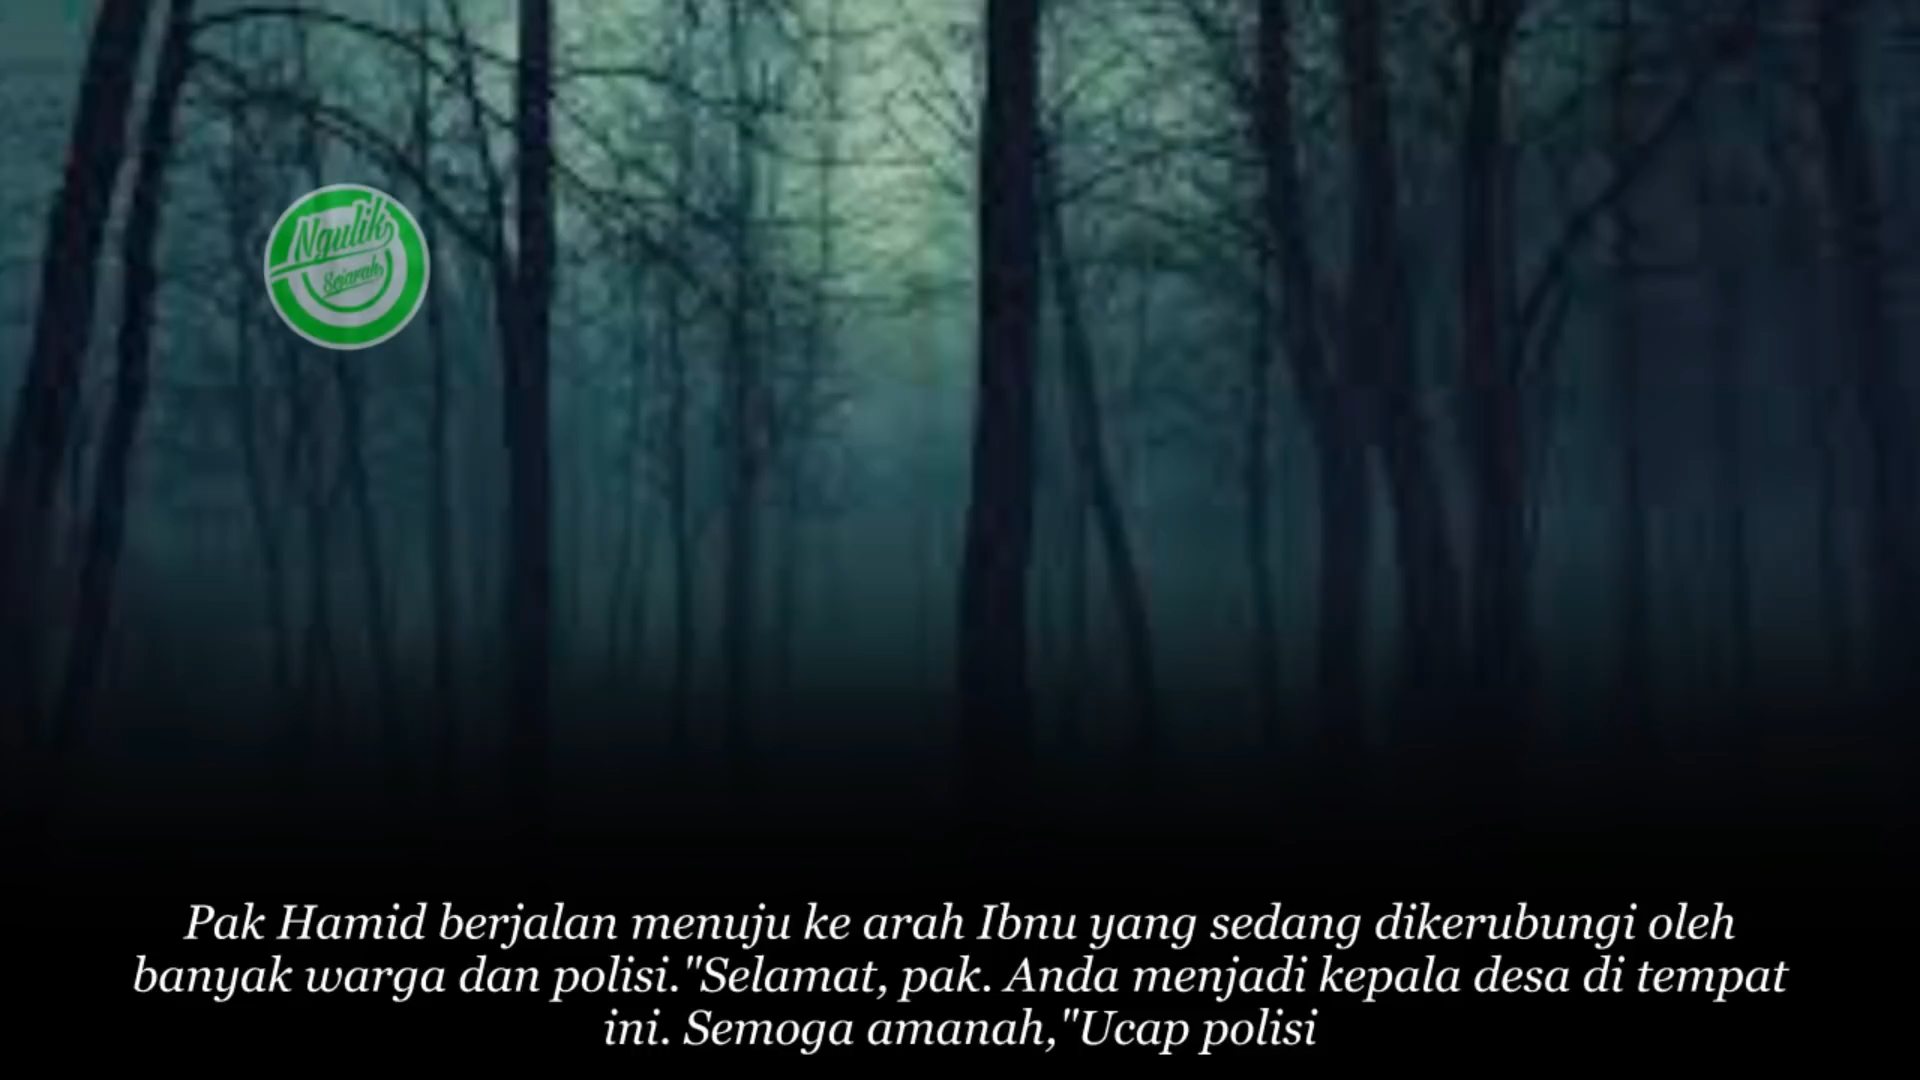 Ngulik
Sejarah
Pak Hamid berjalan menuju ke arah Ibnu yang sedang dikerubungi oleh
banyak warga dan polisi."Selamat, pak. Anda menjadi kepala desa di tempat
ini. Semoga amanah,"Ucap polisi